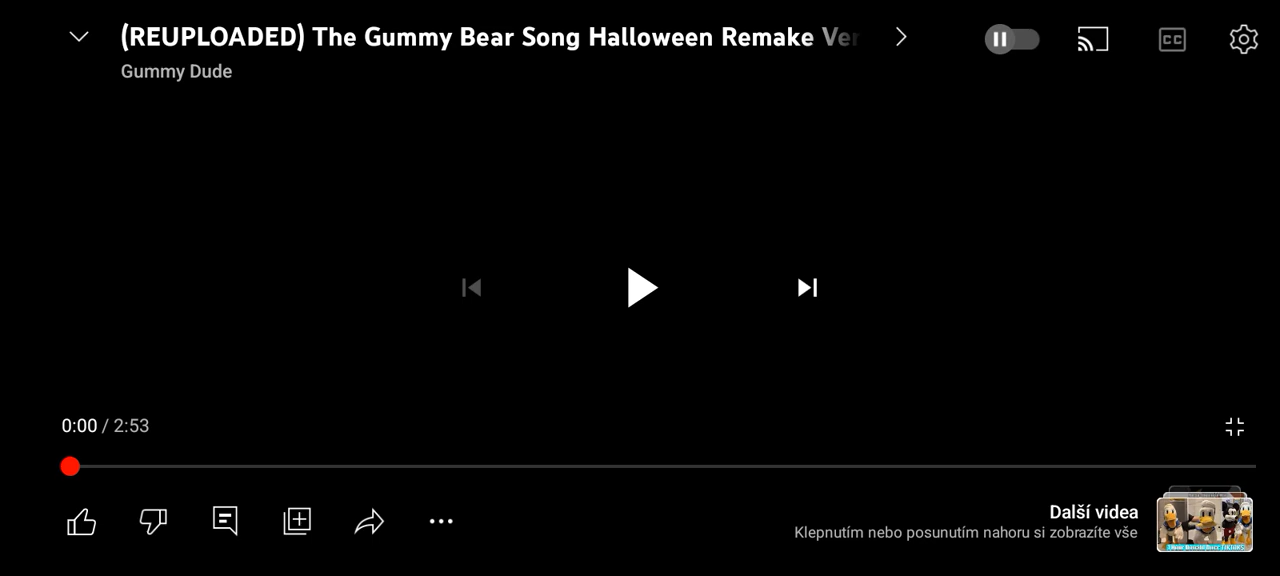 (REUPLOADED) The Gummy Bear Song Halloween Remake Ver
Gummy Dude
CC
0:00 / 2:53
Další videa
Klepnutím nebo posunutím nahoru si zobrazíte vše